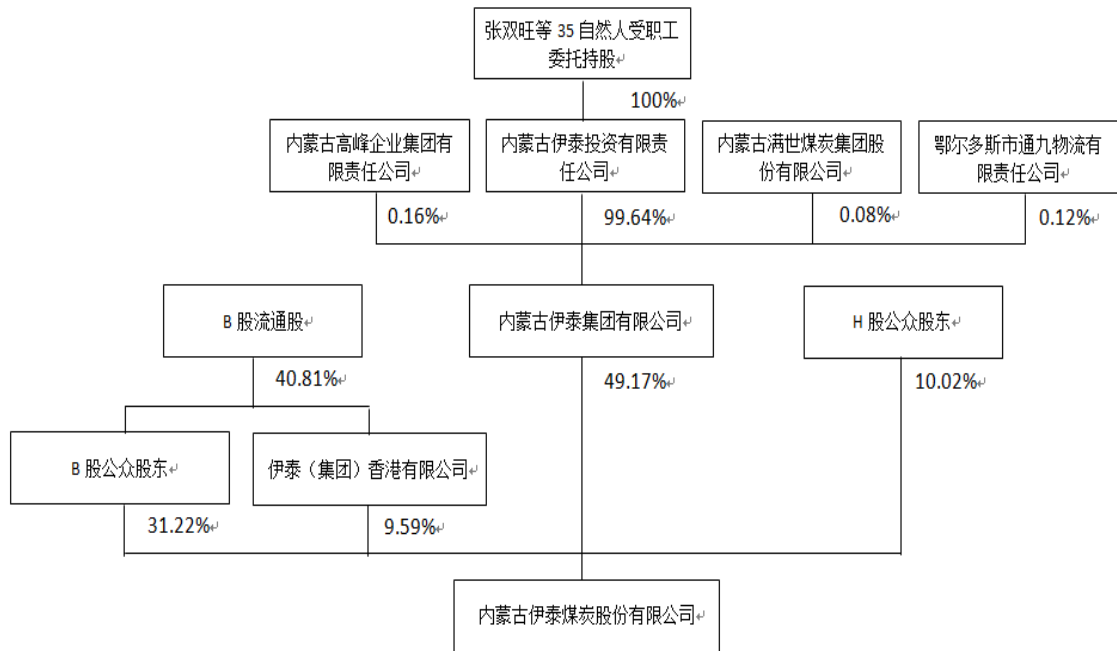 张双旺等 35 自然人受职工
委托持股↵
100%↵
内蒙古高峰企业集团有
限责任公司↵
内蒙古伊泰投资有限责
任公司↵
内蒙古满世煤炭集团股
份有限公司↵
鄂尔多斯市通九物流有
限责任公司↵
0.16%↵
99.64%↵
0.08%↵
0.12%↵
B 股流通股↵
内蒙古伊泰集团有限公司↵
H 股公众股东↵
40.81%↵
49.17%↵
10.02%↵
B 股公众股东↵
伊泰（集团）香港有限公司↵
31.22%↵
9.59%↵
内蒙古伊泰煤炭股份有限公司↵